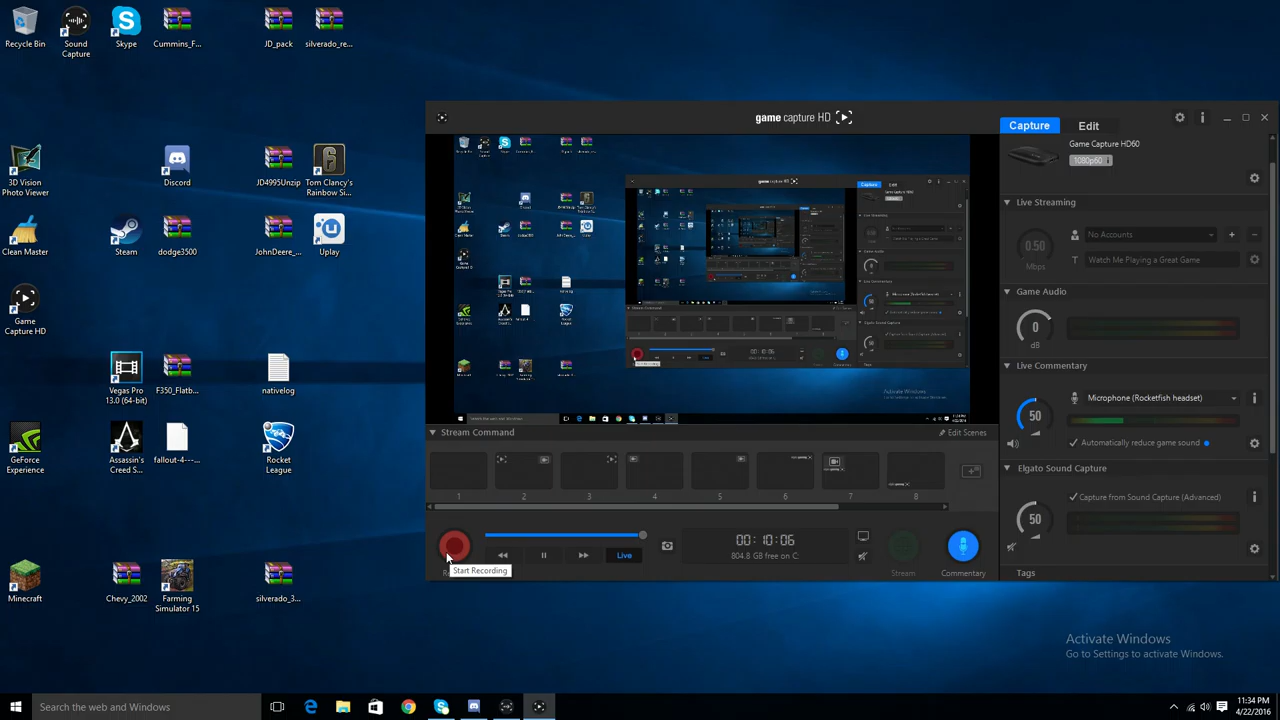 Recycle Bin
Sound Capture
Skype
Cummins_F...
JD_pack
silverado_re...
3D Vision Photo Viewer
Discord
JD4995Unzip
Tom Clancy's Rainbow Si...
Clean Master
Steam
dodge3500
JohnDeere_...
Uplay
Game Capture HD
Vegas Pro 13.0 (64-bit)
F350_Flatb...
nativelog
GeForce Experience
Assassin's Creed S...
fallout-4---...
Rocket League
Minecraft
Chevy_2002
Farming Simulator 15
silverado_3...
game capture HD
Capture
Edit
Game Capture HD60
1080p60
Live Streaming
0.50
Mbps
No Accounts
Watch Me Playing a Great Game
Game Audio
0
dB
Live Commentary
Microphone (Rocketfish headset)
50
Automatically reduce game sound
Elgato Sound Capture
Capture from Sound Capture (Advanced)
50
Tags
Stream Command
Edit Scenes
1
2
3
4
5
6
7
8
Start Recording
Live
00:10:06
804.8 GB free on C:
Stream
Commentary
Activate Windows
Go to Settings to activate Windows.
Search the web and Windows
11:34 PM
4/22/2016